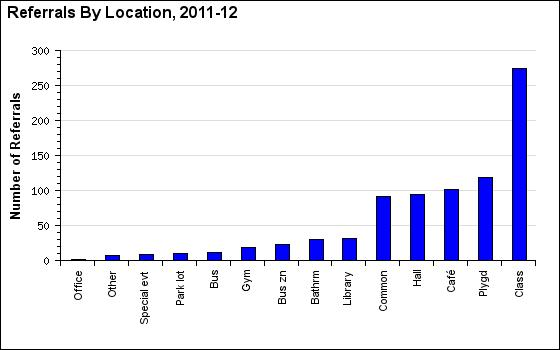 Referrals By Location, 2011-12
Number of Referrals
300
250
200
150
100
50
0
Office
Other
Special evt
Park lot
Bus
Gym
Bus zn
Bathrm
Library
Common
Hall
Café
Plygd
Class